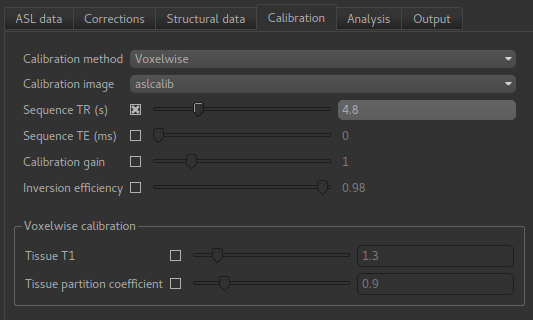 ASL data Corrections Structural data Calibration Analysis Output
Calibration method Voxelwise
Calibration image aslcalib
Sequence TR (s) 4.8
Sequence TE (ms) 0
Calibration gain 1
Inversion efficiency 0.98
Voxelwise calibration
Tissue T1 1.3
Tissue partition coefficient 0.9